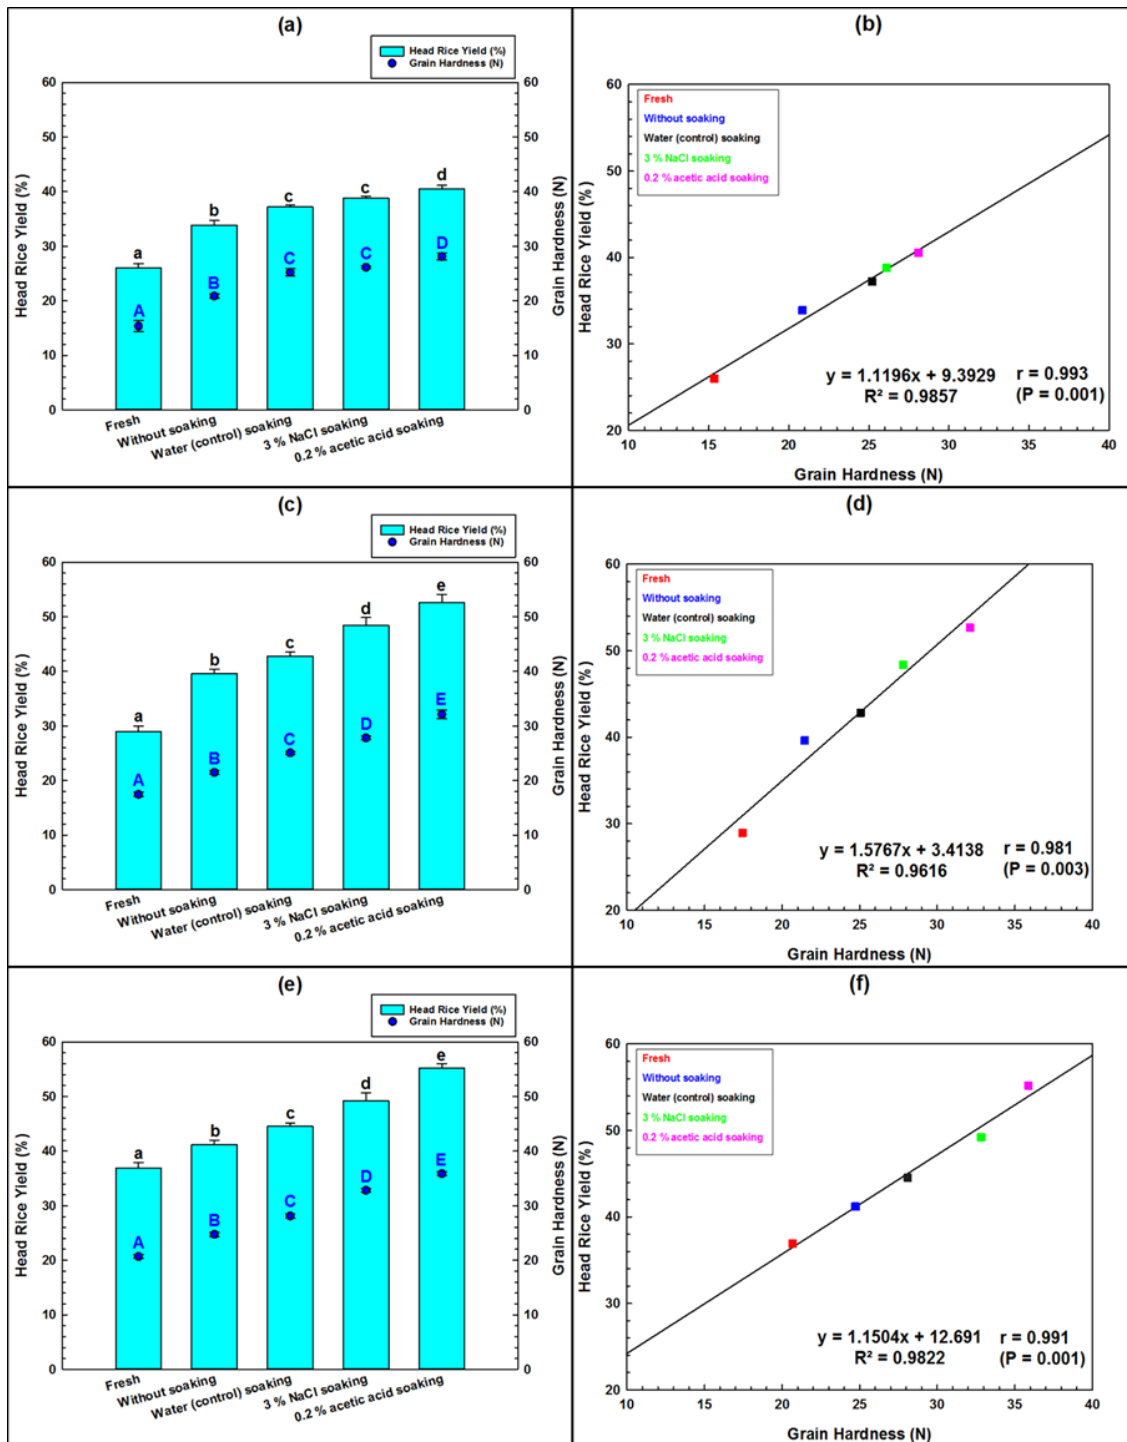 (a)
Head Rice Yield (%)
Grain Hardness (N)
60
50
40
30
20
10
0
Head Rice Yield (%)
60
50
40
30
20
10
0
Grain Hardness (N)
a
b
c
c
d
A
B
C
C
D
Fresh
Without soaking
Water (control) soaking
3 % NaCl soaking
0.2 % acetic acid soaking
(b)
Fresh
Without soaking
Water (control) soaking
3 % NaCl soaking
0.2 % acetic acid soaking
60
50
40
30
20
Head Rice Yield (%)
y = 1.1196x + 9.3929 r = 0.993
R² = 0.9857 (P = 0.001)
10 15 20 25 30 35 40
Grain Hardness (N)
(c)
Head Rice Yield (%)
Grain Hardness (N)
60
50
40
30
20
10
0
Head Rice Yield (%)
60
50
40
30
20
10
0
Grain Hardness (N)
a
b
c
d
e
A
B
C
D
E
Fresh
Without soaking
Water (control) soaking
3 % NaCl soaking
0.2 % acetic acid soaking
(d)
Fresh
Without soaking
Water (control) soaking
3 % NaCl soaking
0.2 % acetic acid soaking
60
50
40
30
20
Head Rice Yield (%)
y = 1.5767x + 3.4138 r = 0.981
R² = 0.9616 (P = 0.003)
10 15 20 25 30 35 40
Grain Hardness (N)
(e)
Head Rice Yield (%)
Grain Hardness (N)
60
50
40
30
20
10
0
Head Rice Yield (%)
60
50
40
30
20
10
0
Grain Hardness (N)
a
b
c
d
e
A
B
C
D
E
Fresh
Without soaking
Water (control) soaking
3 % NaCl soaking
0.2 % acetic acid soaking
(f)
Fresh
Without soaking
Water (control) soaking
3 % NaCl soaking
0.2 % acetic acid soaking
60
50
40
30
20
Head Rice Yield (%)
y = 1.1504x + 12.691 r = 0.991
R² = 0.9822 (P = 0.001)
10 15 20 25 30 35 40
Grain Hardness (N)